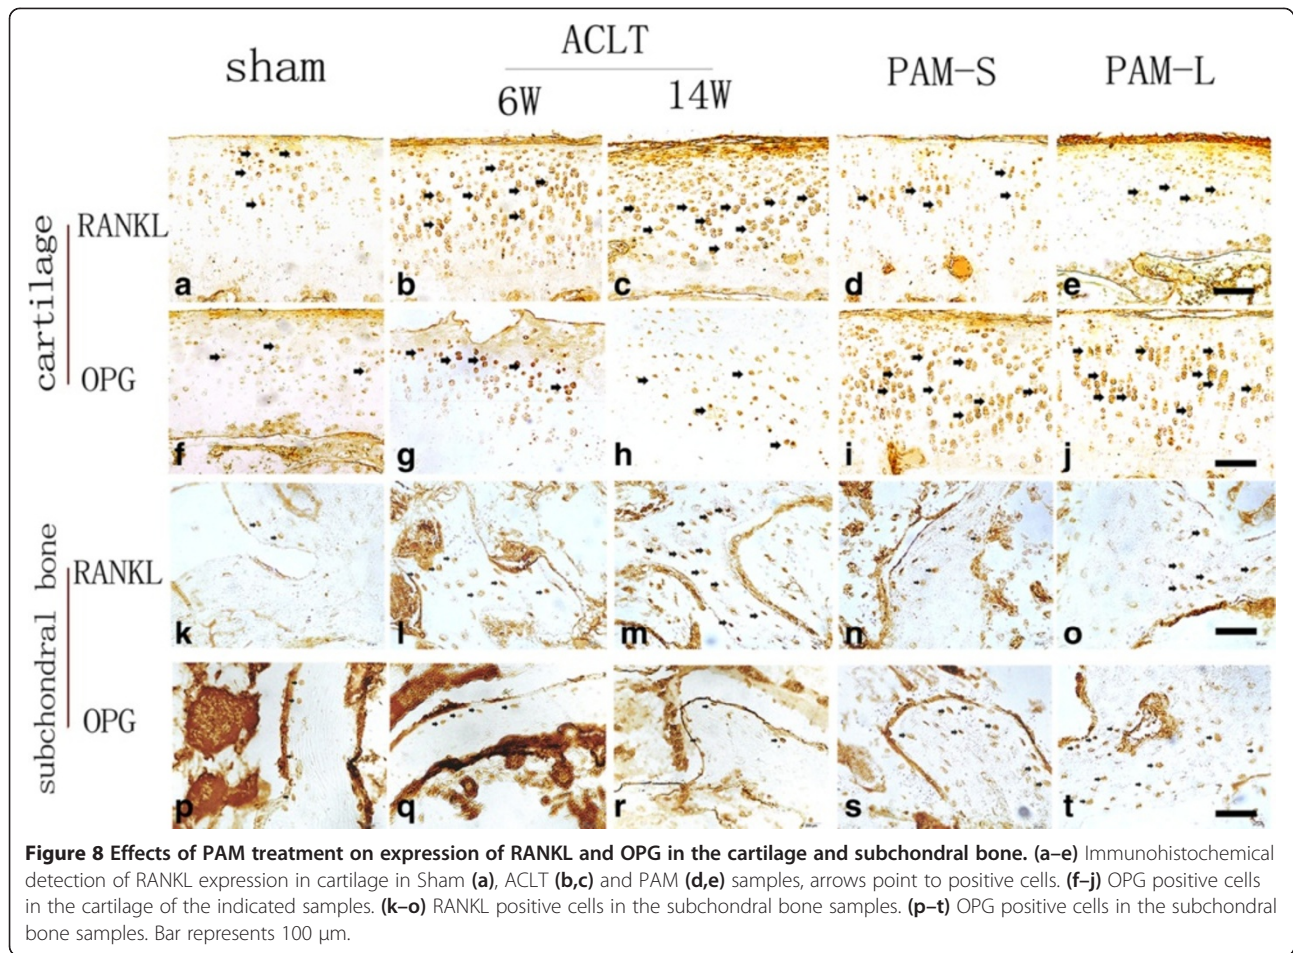 ACLT
sham
6W
14W
PAM-S
PAM-L
cartilage
RANKL
a
b
c
d
e
OPG
f
g
h
i
j
subchondral bone
RANKL
k
l
m
n
o
OPG
p
q
r
s
t
Figure 8 Effects of PAM treatment on expression of RANKL and OPG in the cartilage and subchondral bone. (a–e) Immunohistochemical
detection of RANKL expression in cartilage in Sham (a), ACLT (b,c) and PAM (d,e) samples, arrows point to positive cells. (f–j) OPG positive cells
in the cartilage of the indicated samples. (k–o) RANKL positive cells in the subchondral bone samples. (p–t) OPG positive cells in the subchondral
bone samples. Bar represents 100 μm.